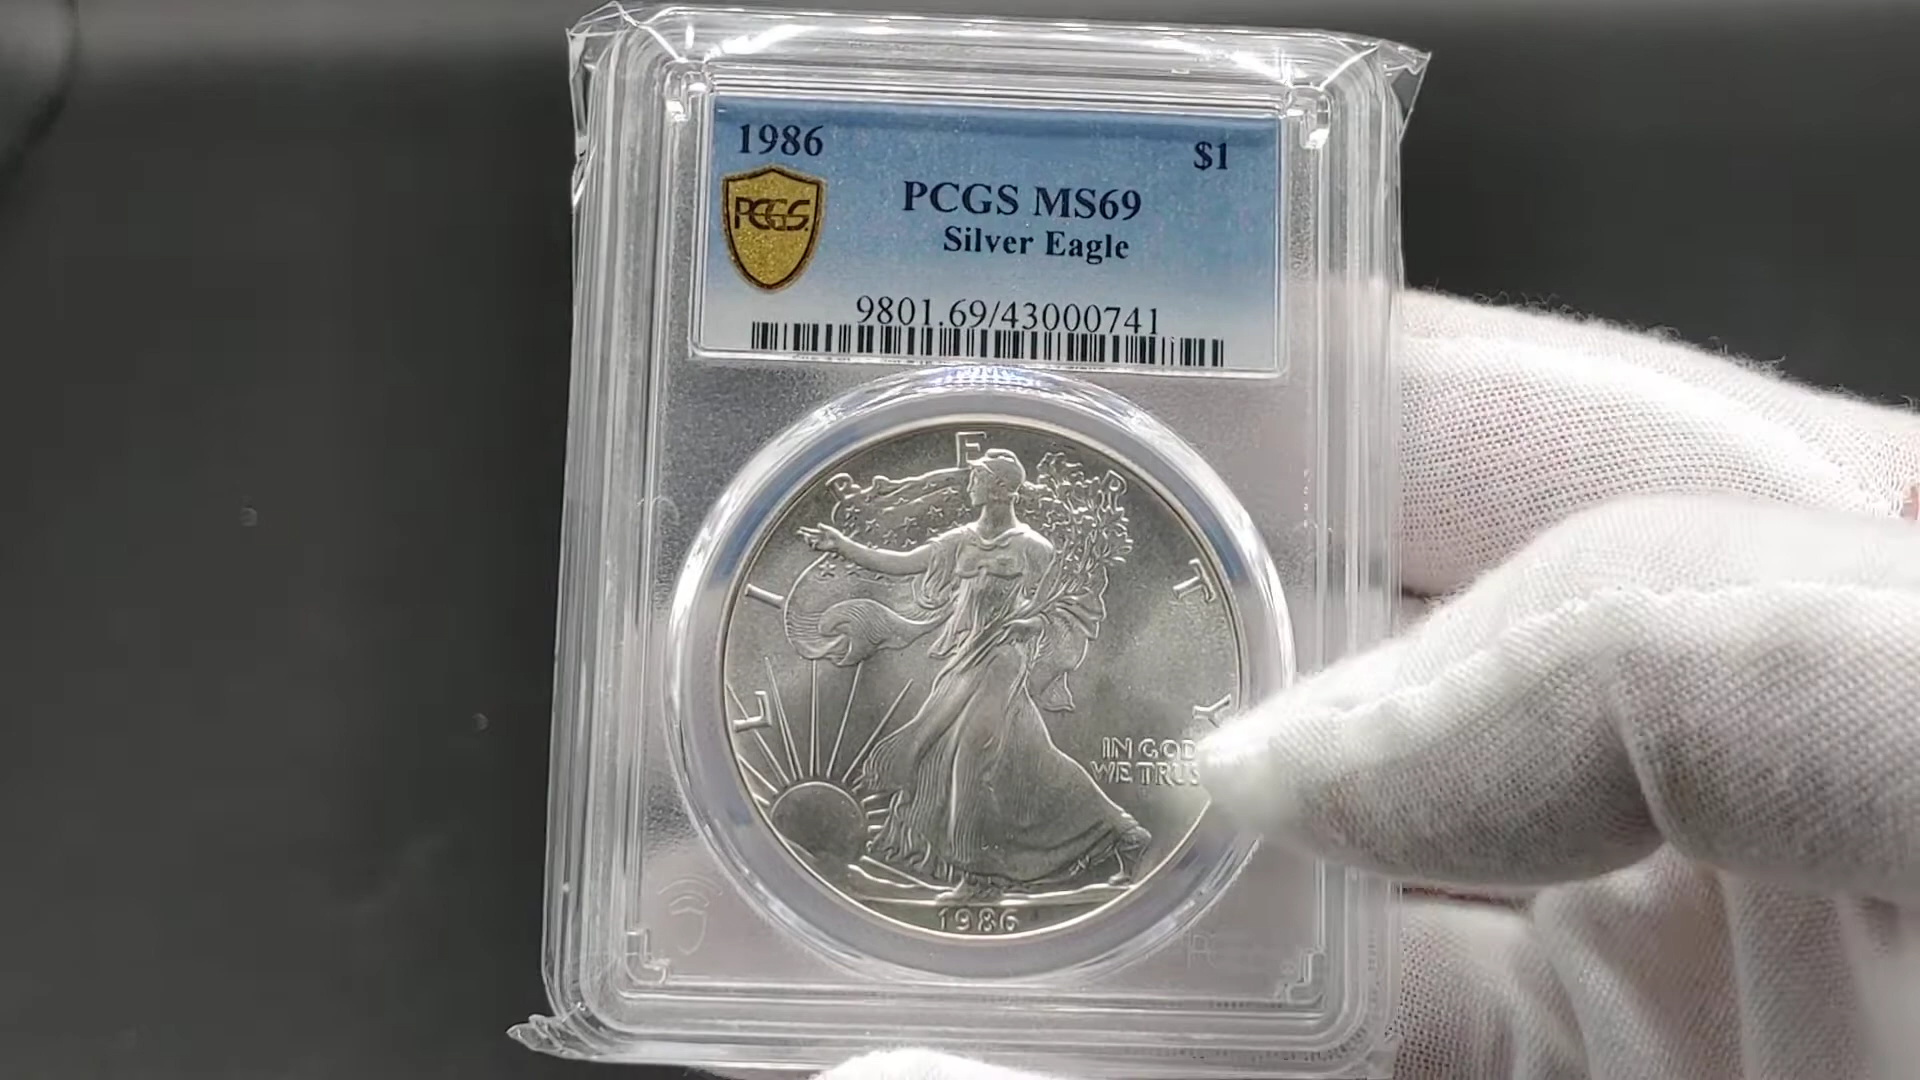 1986
$1
PCGS
PCGS MS69
Silver Eagle
9801.69/43000741
LIBERTY
IN GOD
WE TRUS
1986